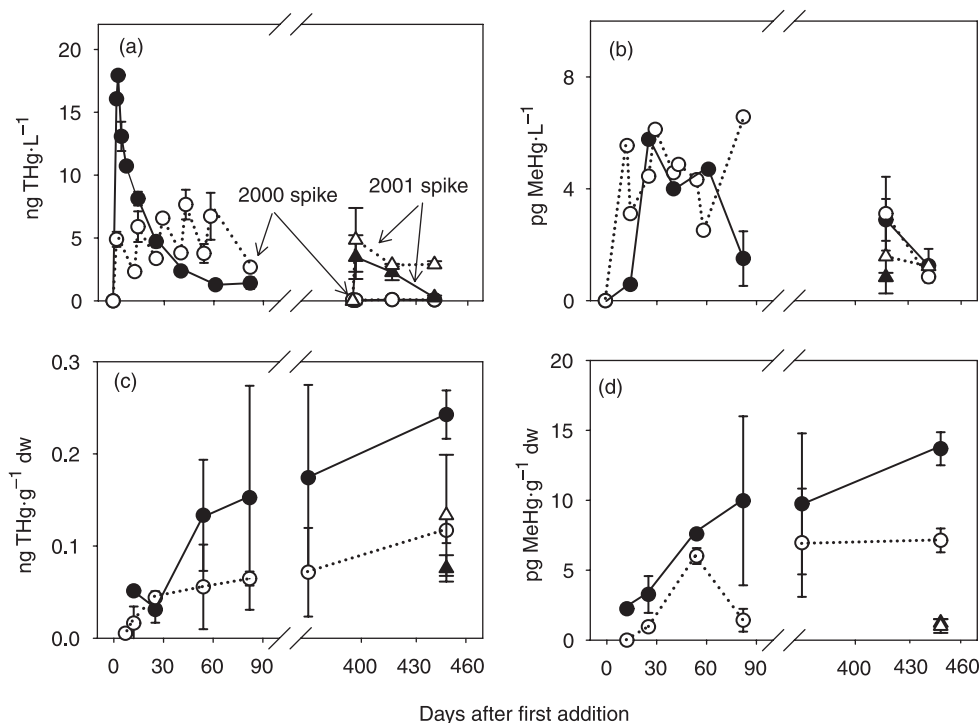 (a)
ng THg·L⁻¹
20
15
10
5
0
2000 spike
2001 spike
(b)
pg MeHg·L⁻¹
8
4
0
(c)
ng THg·g⁻¹ dw
0.3
0.2
0.1
0.0
0 30 60 90 400 430 460
(d)
pg MeHg·g⁻¹ dw
20
15
10
5
0
0 30 60 90 400 430 460
Days after first addition